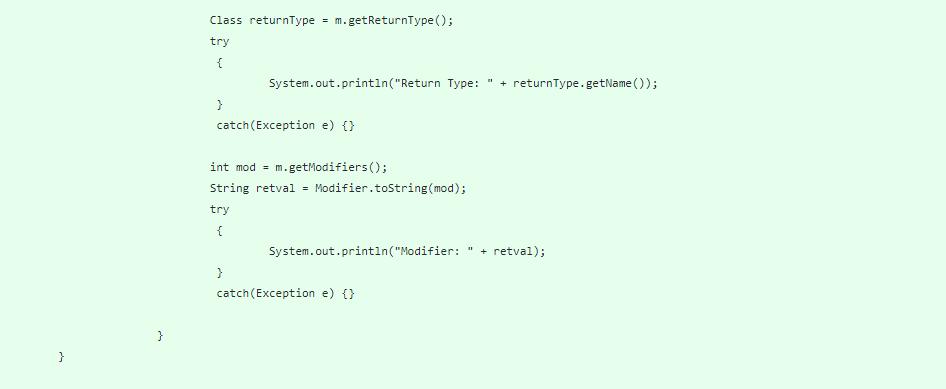 Class returnType = m.getReturnType();
try
{
System.out.println("Return Type: " + returnType.getName());
}
catch(Exception e) {}
int mod = m.getModifiers();
String retval = Modifier.toString(mod);
try
{
System.out.println("Modifier: " + retval);
}
catch(Exception e) {}
}
}